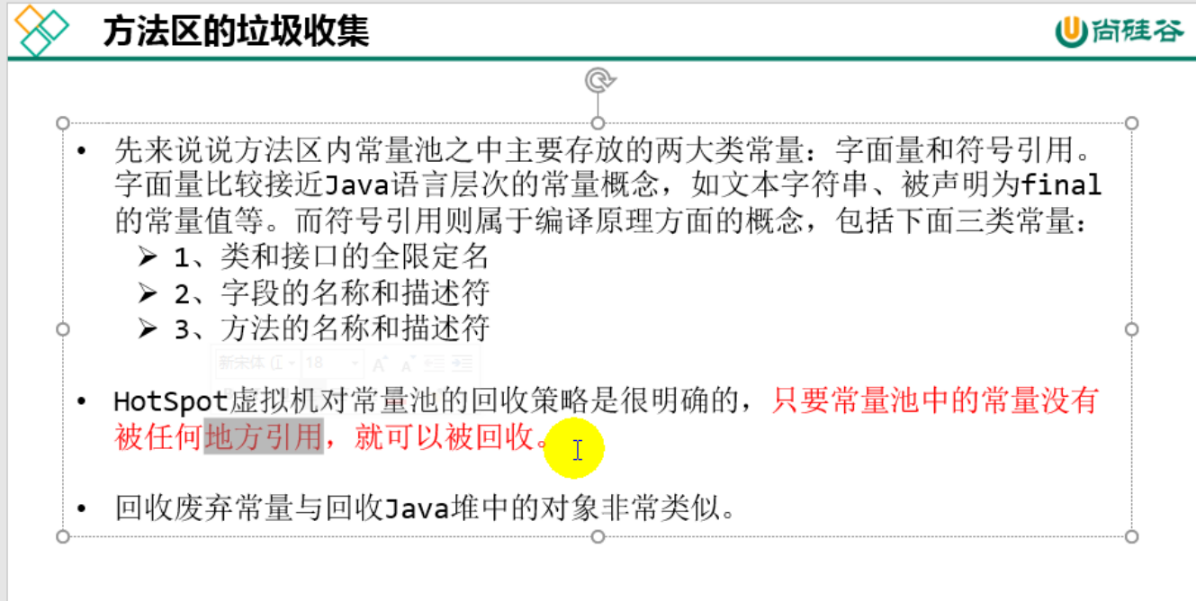 方法区的垃圾收集
尚硅谷
• 先来说说方法区内常量池之中主要存放的两大类常量：字面量和符号引用。
字面量比较接近Java语言层次的常量概念，如文本字符串、被声明为final
的常量值等。而符号引用则属于编译原理方面的概念，包括下面三类常量：
➢ 1、类和接口的全限定名
➢ 2、字段的名称和描述符
➢ 3、方法的名称和描述符
新宋体 18
• HotSpot虚拟机对常量池的回收策略是很明确的，只要常量池中的常量没有
被任何地方引用，就可以被回收。
• 回收废弃常量与回收Java堆中的对象非常类似。